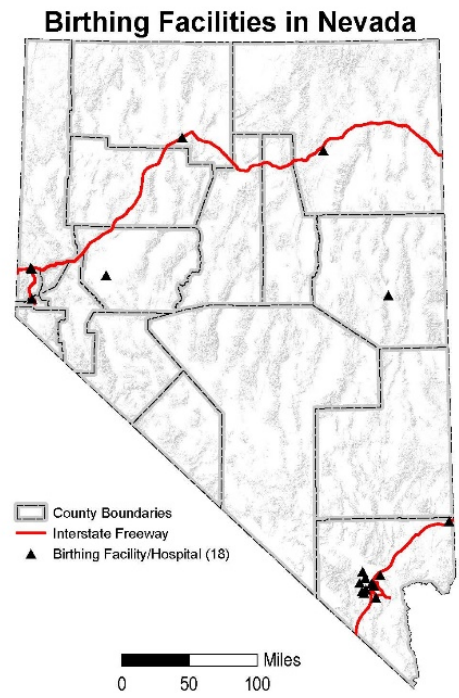 Birthing Facilities in Nevada
County Boundaries
Interstate Freeway
Birthing Facility/Hospital (18)
Miles
0 50 100